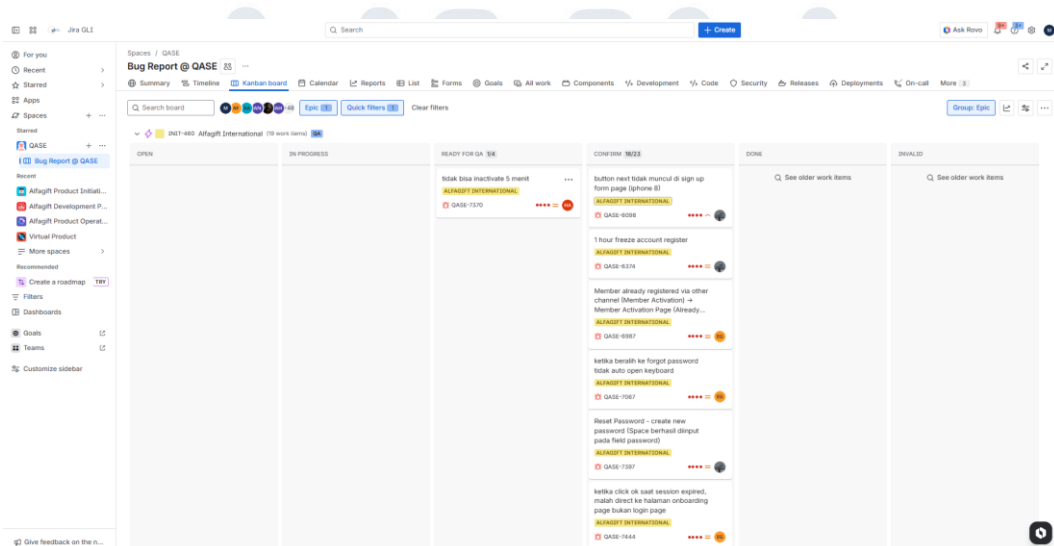 Jira GLI
Search
+ Create
Ask Rovo
9+
3+
For you
Recent
Starred
Apps
Spaces
Starred
QASE
Bug Report @ QASE
Recent
Alfagift Product Initiati...
Alfagift Development P...
Alfagift Product Operat...
Virtual Product
More spaces
Recommended
Create a roadmap TRY
Filters
Dashboards
Goals
Teams
Customize sidebar
Give feedback on the n...
Spaces / QASE
Bug Report @ QASE
Summary Timeline Kanban board Calendar Reports List Forms Goals All work Components Development Code Security Releases Deployments On-call More 3
Search board
+48 Epic 1 Quick filters 1 Clear filters
Group: Epic
INIT-460 Alfagift International (19 work items) QA
OPEN
IN PROGRESS
READY FOR QA 1/4
tidak bisa inactivate 5 menit
ALFAGIFT INTERNATIONAL
QASE-7370
CONFIRM 18/23
button next tidak muncul di sign up
form page (iphone 8)
ALFAGIFT INTERNATIONAL
QASE-6098
1 hour freeze account register
ALFAGIFT INTERNATIONAL
QASE-6374
Member already registered via other
channel (Member Activation) →
Member Activation Page (Already...
ALFAGIFT INTERNATIONAL
QASE-6987
ketika beralih ke forgot password
tidak auto open keyboard
ALFAGIFT INTERNATIONAL
QASE-7067
Reset Password - create new
password (Space berhasil diinput
pada field password)
ALFAGIFT INTERNATIONAL
QASE-7397
ketika click ok saat session expired,
malah direct ke halaman onboarding
page bukan login page
ALFAGIFT INTERNATIONAL
QASE-7444
DONE
See older work items
INVALID
See older work items